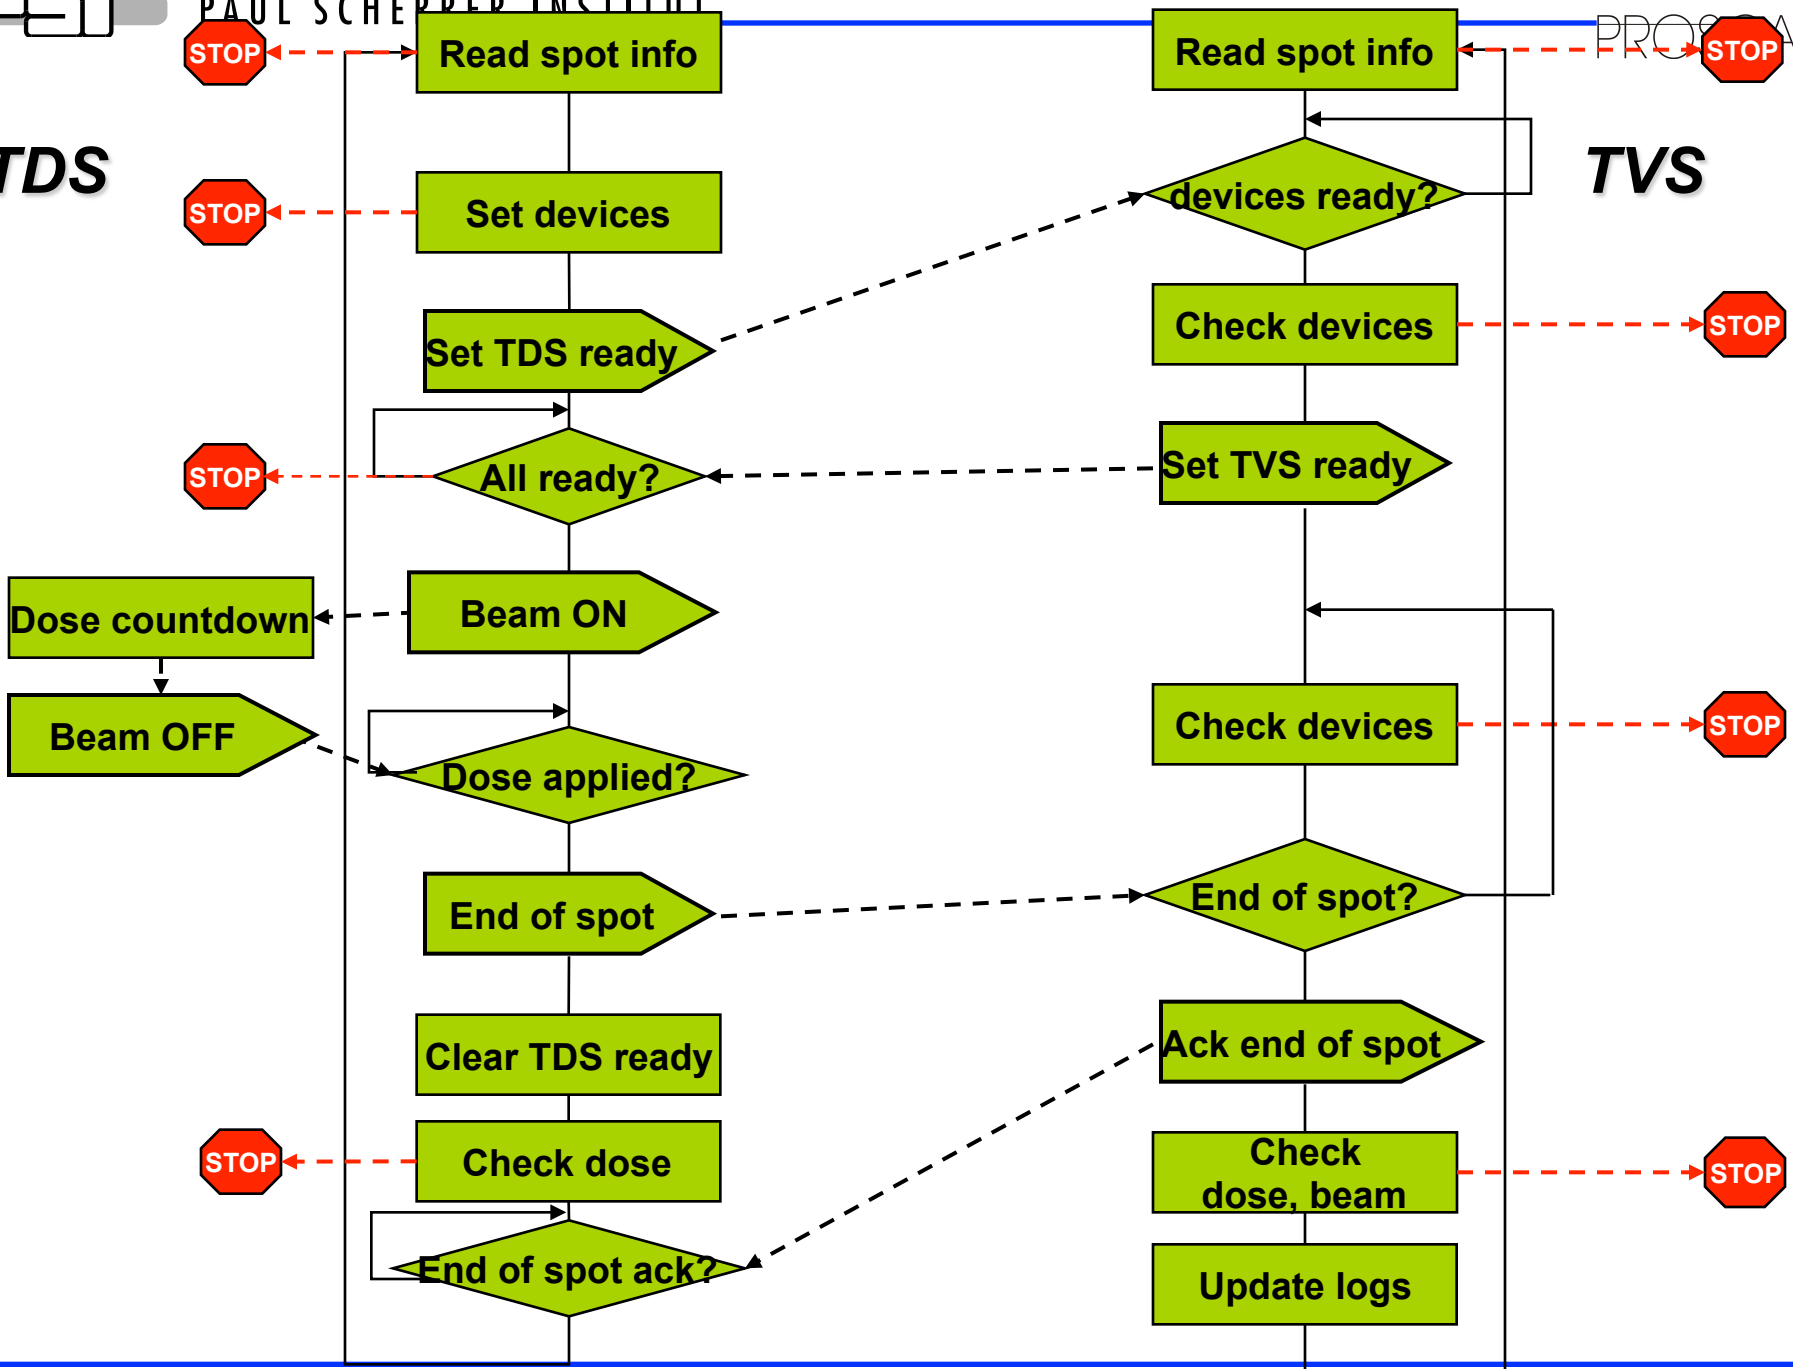 PAUL SCHERRER INSTITUT
STOP
Read spot info
Read spot info
STOP
TDS
TVS
STOP
Set devices
devices ready?
Set TDS ready
Check devices
STOP
STOP
All ready?
Set TVS ready
Dose countdown
Beam ON
Beam OFF
Dose applied?
Check devices
STOP
End of spot
End of spot?
Clear TDS ready
Ack end of spot
STOP
Check dose
Check
dose, beam
STOP
End of spot ack?
Update logs